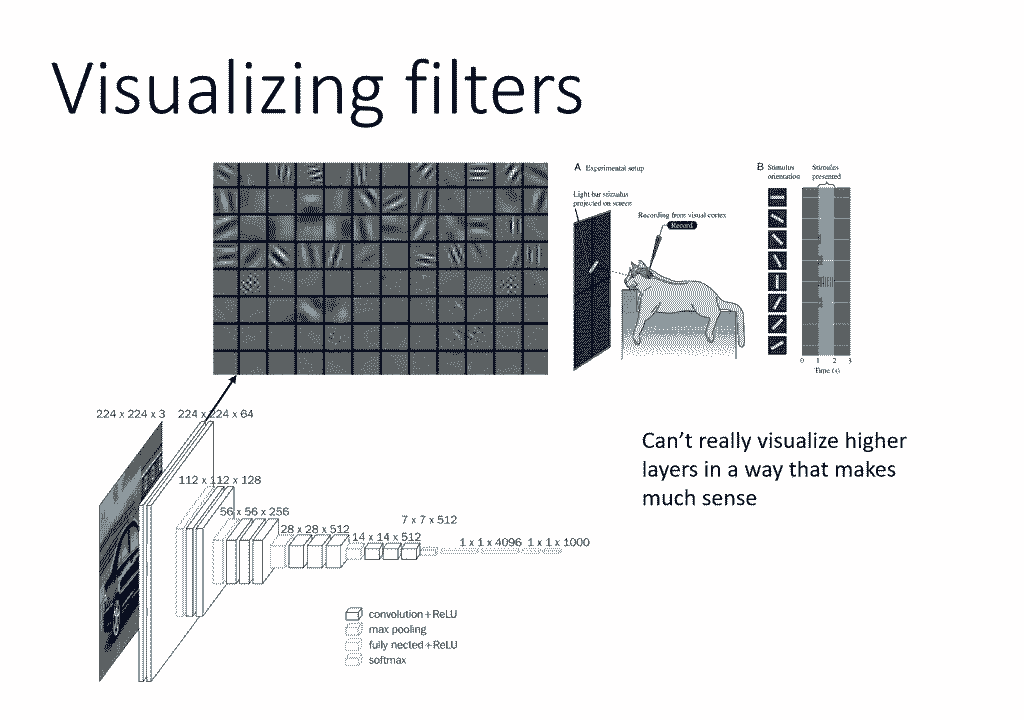 Visualizing filters
A Experimental setup
Light bar stimulus
projected on screen
Recording from visual cortex
Record
B Stimulus
orientation
Stimulus
presented
0 1 2 3
Time (s)
224 x 224 x 3
224 x 224 x 64
112 x 112 x 128
56 x 56 x 256
28 x 28 x 512
14 x 14 x 512
7 x 7 x 512
1 x 1 x 4096
1 x 1 x 1000
convolution+ReLU
max pooling
fully nected+ReLU
softmax
Can't really visualize higher
layers in a way that makes
much sense